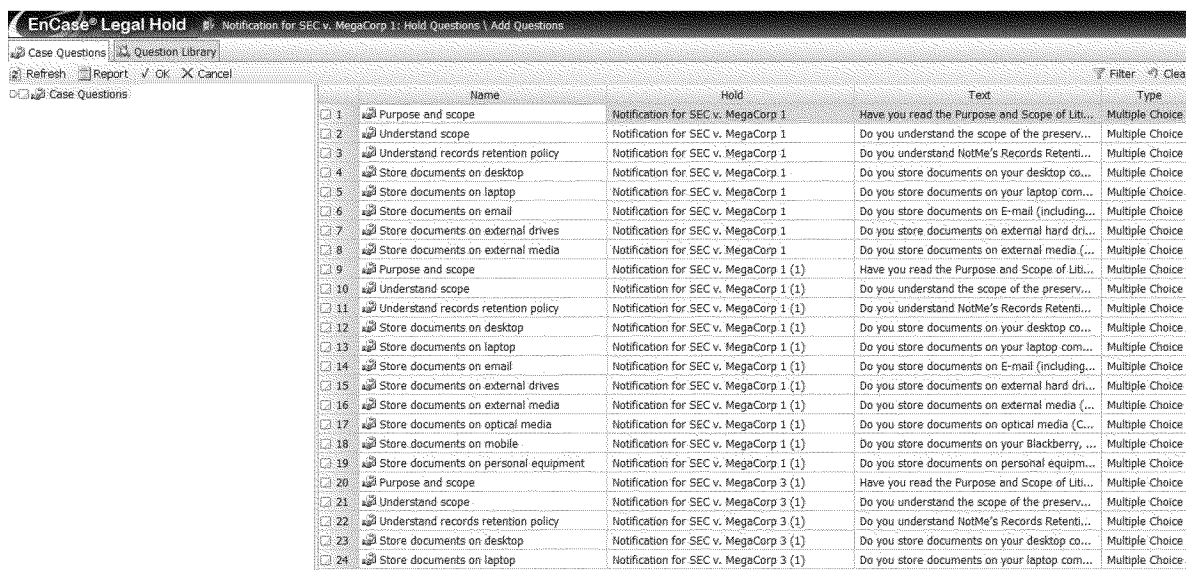 EnCase® Legal Hold Notification for SEC v. MegaCorp 1: Hold Questions \ Add Questions
Case Questions Question Library
Refresh Report √ OK X Cancel Filter Clea
Case Questions
Name Hold Text Type
1 Purpose and scope Notification for SEC v. MegaCorp 1 Have you read the Purpose and Scope of Liti... Multiple Choice
2 Understand scope Notification for SEC v. MegaCorp 1 Do you understand the scope of the preserv... Multiple Choice
3 Understand records retention policy Notification for SEC v. MegaCorp 1 Do you understand NotMe's Records Retenti... Multiple Choice
4 Store documents on desktop Notification for SEC v. MegaCorp 1 Do you store documents on your desktop co... Multiple Choice
5 Store documents on laptop Notification for SEC v. MegaCorp 1 Do you store documents on your laptop com... Multiple Choice
6 Store documents on email Notification for SEC v. MegaCorp 1 Do you store documents on E-mail (including... Multiple Choice
7 Store documents on external drives Notification for SEC v. MegaCorp 1 Do you store documents on external hard dri... Multiple Choice
8 Store documents on external media Notification for SEC v. MegaCorp 1 Do you store documents on external media (... Multiple Choice
9 Purpose and scope Notification for SEC v. MegaCorp 1 (1) Have you read the Purpose and Scope of Liti... Multiple Choice
10 Understand scope Notification for SEC v. MegaCorp 1 (1) Do you understand the scope of the preserv... Multiple Choice
11 Understand records retention policy Notification for SEC v. MegaCorp 1 (1) Do you understand NotMe's Records Retenti... Multiple Choice
12 Store documents on desktop Notification for SEC v. MegaCorp 1 (1) Do you store documents on your desktop co... Multiple Choice
13 Store documents on laptop Notification for SEC v. MegaCorp 1 (1) Do you store documents on your laptop com... Multiple Choice
14 Store documents on email Notification for SEC v. MegaCorp 1 (1) Do you store documents on E-mail (including... Multiple Choice
15 Store documents on external drives Notification for SEC v. MegaCorp 1 (1) Do you store documents on external hard dri... Multiple Choice
16 Store documents on external media Notification for SEC v. MegaCorp 1 (1) Do you store documents on external media (... Multiple Choice
17 Store documents on optical media Notification for SEC v. MegaCorp 1 (1) Do you store documents on optical media (C... Multiple Choice
18 Store documents on mobile Notification for SEC v. MegaCorp 1 (1) Do you store documents on your Blackberry, ... Multiple Choice
19 Store documents on personal equipment Notification for SEC v. MegaCorp 1 (1) Do you store documents on personal equipm... Multiple Choice
20 Purpose and scope Notification for SEC v. MegaCorp 3 (1) Have you read the Purpose and Scope of Liti... Multiple Choice
21 Understand scope Notification for SEC v. MegaCorp 3 (1) Do you understand the scope of the preserv... Multiple Choice
22 Understand records retention policy Notification for SEC v. MegaCorp 3 (1) Do you understand NotMe's Records Retenti... Multiple Choice
23 Store documents on desktop Notification for SEC v. MegaCorp 3 (1) Do you store documents on your desktop co... Multiple Choice
24 Store documents on laptop Notification for SEC v. MegaCorp 3 (1) Do you store documents on your laptop com... Multiple Choice